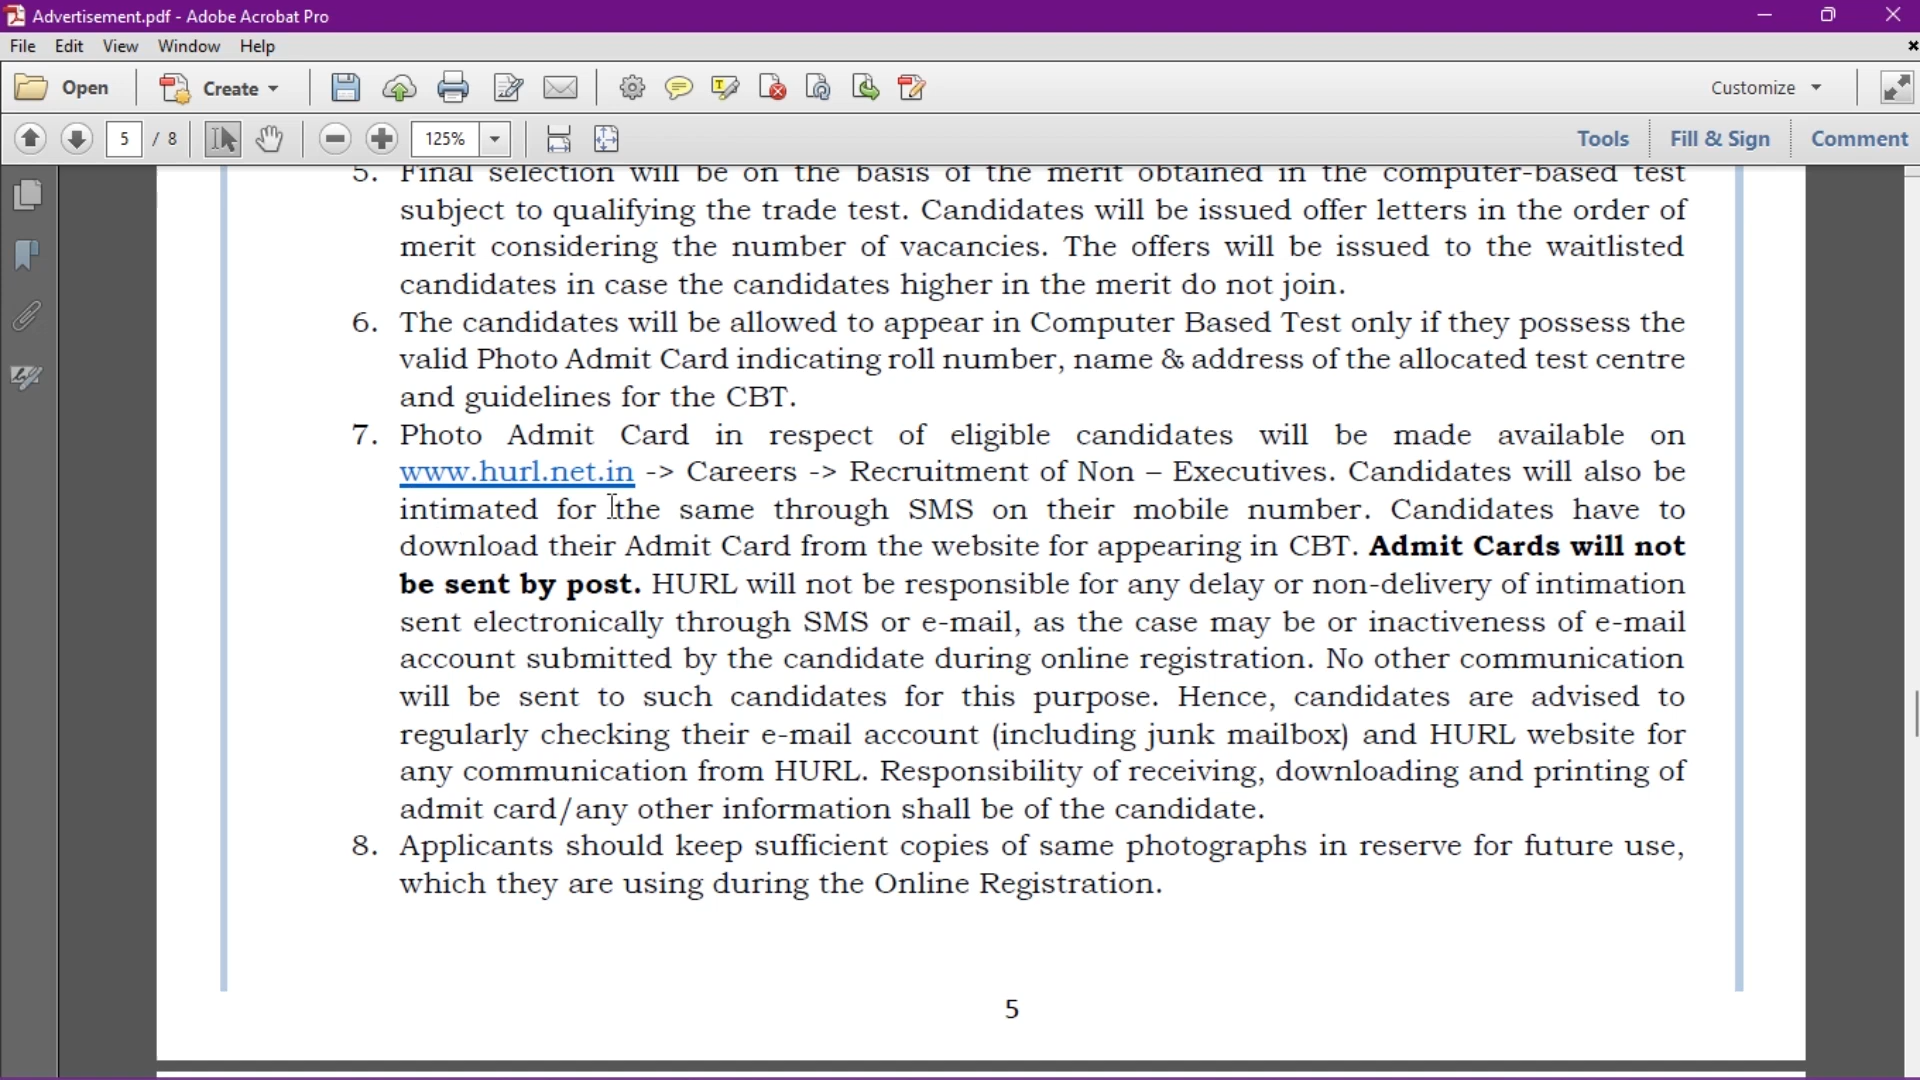 Advertisement.pdf - Adobe Acrobat Pro
File Edit View Window Help
Open Create Customize
5 / 8 125% Tools Fill & Sign Comment
5. Final selection will be on the basis of the merit obtained in the computer-based test
subject to qualifying the trade test. Candidates will be issued offer letters in the order of
merit considering the number of vacancies. The offers will be issued to the waitlisted
candidates in case the candidates higher in the merit do not join.
6. The candidates will be allowed to appear in Computer Based Test only if they possess the
valid Photo Admit Card indicating roll number, name & address of the allocated test centre
and guidelines for the CBT.
7. Photo Admit Card in respect of eligible candidates will be made available on
www.hurl.net.in -> Careers -> Recruitment of Non – Executives. Candidates will also be
intimated for the same through SMS on their mobile number. Candidates have to
download their Admit Card from the website for appearing in CBT. Admit Cards will not
be sent by post. HURL will not be responsible for any delay or non-delivery of intimation
sent electronically through SMS or e-mail, as the case may be or inactiveness of e-mail
account submitted by the candidate during online registration. No other communication
will be sent to such candidates for this purpose. Hence, candidates are advised to
regularly checking their e-mail account (including junk mailbox) and HURL website for
any communication from HURL. Responsibility of receiving, downloading and printing of
admit card/any other information shall be of the candidate.
8. Applicants should keep sufficient copies of same photographs in reserve for future use,
which they are using during the Online Registration.
5